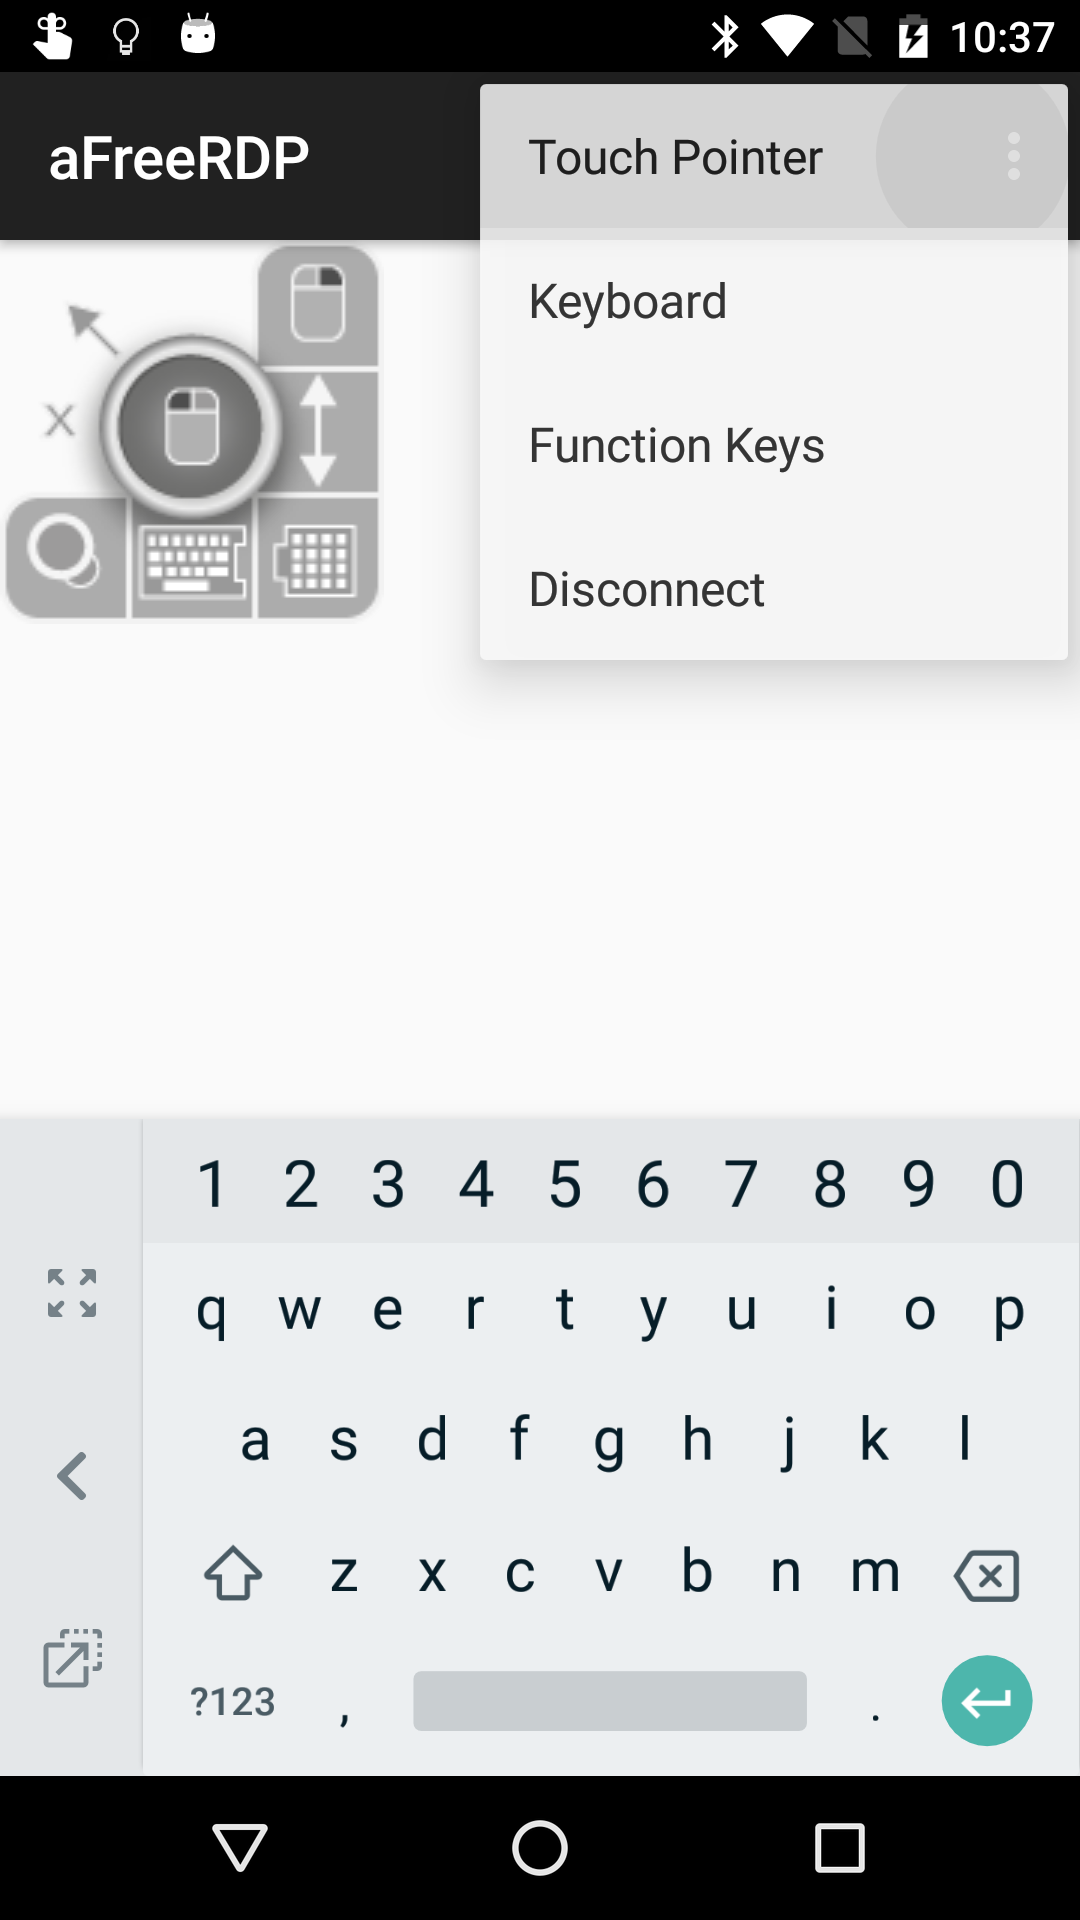 10:37
aFreeRDP
Touch Pointer
Keyboard
Function Keys
Disconnect
X
1 2 3 4 5 6 7 8 9 0
q w e r t y u i o p
a s d f g h j k l
z x c v b n m
?123 , .